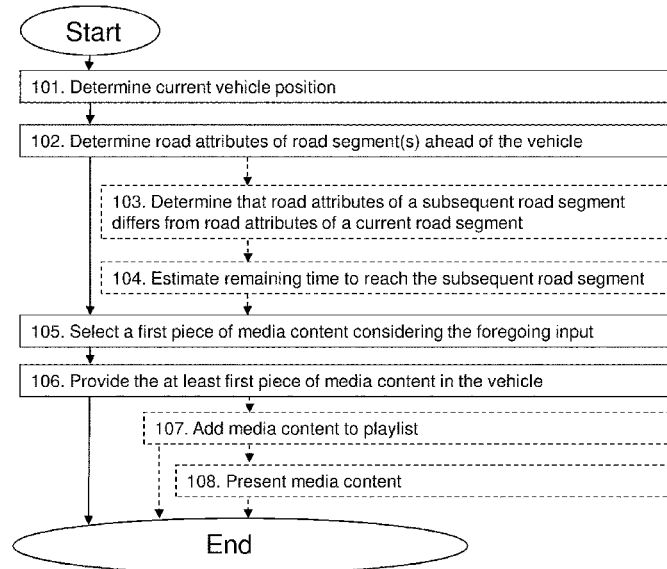 Start
101. Determine current vehicle position
102. Determine road attributes of road segment(s) ahead of the vehicle
103. Determine that road attributes of a subsequent road segment
differs from road attributes of a current road segment
104. Estimate remaining time to reach the subsequent road segment
105. Select a first piece of media content considering the foregoing input
106. Provide the at least first piece of media content in the vehicle
107. Add media content to playlist
108. Present media content
End